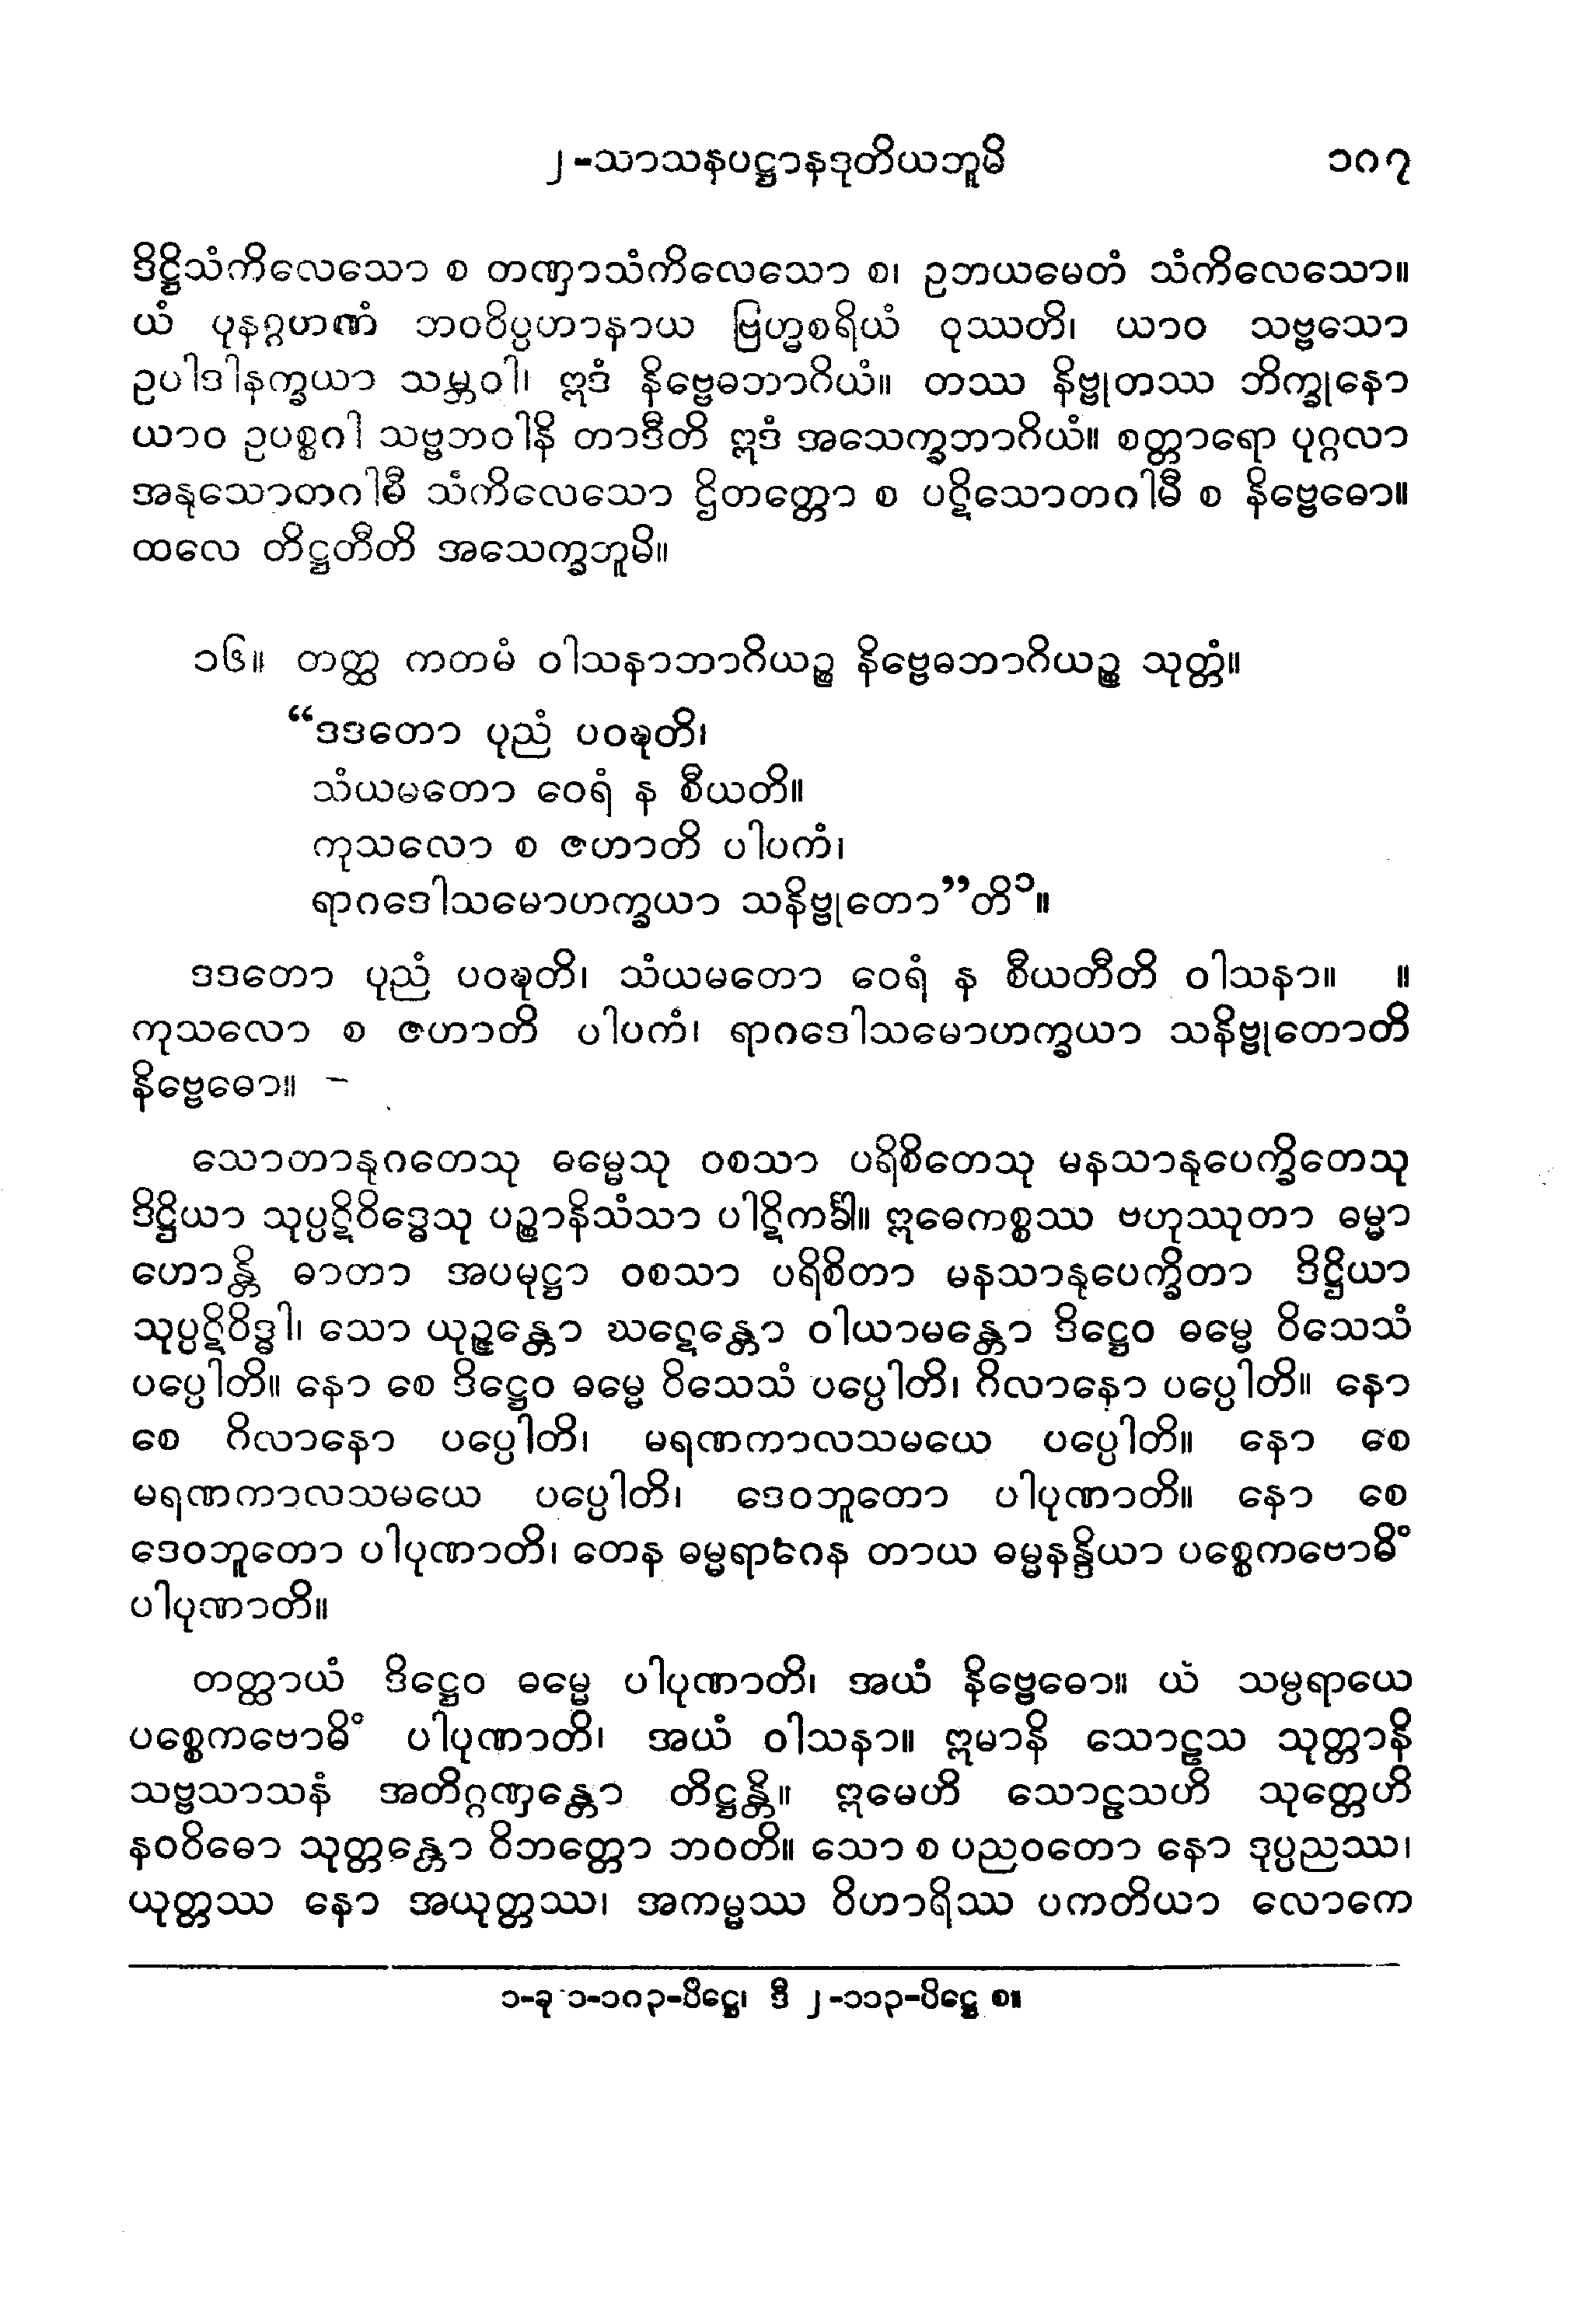 ၂-သာသနပဋ္ဌာနဒုတိယဘူမိ ၁၀၇
ဒိဋ္ဌိသံကိလေသော စ တဏှာသံကိလေသော စ၊ ဥဘယမေတံ သံကိလေသော။
ယံ ပုနဂ္ဂဟဏံ ဘဝဝိပ္ပဟာနာယ ဗြဟ္မစရိယံ ဝုဿတိ၊ ယာဝ သဗ္ဗသော
ဥပါဒါနက္ခယာ သမ္ဘဝါ၊ ဣဒံ နိဗ္ဗေဓဘာဂိယံ။ တဿ နိဗ္ဗုတဿ ဘိက္ခုနော
ယာဝ ဥပစ္စဂါ သဗ္ဗဘဝါနိ တာဒီတိ ဣဒံ အသေက္ခဘာဂိယံ။ စတ္တာရော ပုဂ္ဂလာ
အနုသောတဂါမီ သံကိလေသော ဌိတတ္တော စ ပဋိသောတဂါမီ စ နိဗ္ဗေဓော။
ထလေ တိဋ္ဌတီတိ အသေက္ခဘူမိ။
၁၆။ တတ္ထ ကတမံ ဝါသနာဘာဂိယဉ္စ နိဗ္ဗေဓဘာဂိယဉ္စ သုတ္တံ။
“ဒဒတော ပုညံ ပဝဍ္ဎတိ၊
သံယမတော ဝေရံ န စီယတိ။
ကုသလော စ ဇဟာတိ ပါပကံ၊
ရာဂဒေါသမောဟက္ခယာ သနိဗ္ဗုတော”တိ၁။
ဒဒတော ပုညံ ပဝဍ္ဎတိ၊ သံယမတော ဝေရံ န စီယတီတိ ဝါသနာ။ ။
ကုသလော စ ဇဟာတိ ပါပကံ၊ ရာဂဒေါသမောဟက္ခယာ သနိဗ္ဗုတောတိ
နိဗ္ဗေဓော။ –
သောတာနုဂတေသု ဓမ္မေသု ဝစသာ ပရိစိတေသု မနသာနုပေက္ခိတေသု
ဒိဋ္ဌိယာ သုပ္ပဋိဝိဒ္ဓေသု ပဉ္စာနိသံသာ ပါဋိကင်္ခါ။ ဣဓေကစ္စဿ ဗဟုဿုတာ ဓမ္မာ
ဟောန္တိ ဓာတာ အပမုဋ္ဌာ ဝစသာ ပရိစိတာ မနသာနုပေက္ခိတာ ဒိဋ္ဌိယာ
သုပ္ပဋိဝိဒ္ဓါ၊ သော ယုဉ္ဇန္တော ဃဋေန္တော ဝါယာမန္တော ဒိဋ္ဌေဝ ဓမ္မေ ဝိသေသံ
ပပ္ပေါတိ။ နော စေ ဒိဋ္ဌေဝ ဓမ္မေ ဝိသေသံ ပပ္ပေါတိ၊ ဂိလာနော ပပ္ပေါတိ။ နော
စေ ဂိလာနော ပပ္ပေါတိ၊ မရဏကာလသမယေ ပပ္ပေါတိ။ နော စေ
မရဏကာလသမယေ ပပ္ပေါတိ၊ ဒေဝဘူတော ပါပုဏာတိ။ နော စေ
ဒေဝဘူတော ပါပုဏာတိ၊ တေန ဓမ္မရာဂေန တာယ ဓမ္မနန္ဒိယာ ပစ္စေကဗောဓိံ
ပါပုဏာတိ။
တတ္ထာယံ ဒိဋ္ဌေဝ ဓမ္မေ ပါပုဏာတိ၊ အယံ နိဗ္ဗေဓော။ ယံ သမ္ပရာယေ
ပစ္စေကဗောဓိံ ပါပုဏာတိ၊ အယံ ဝါသနာ။ ဣမာနိ သောဠသ သုတ္တာနိ
သဗ္ဗသာသနံ အတိဂ္ဂဏှန္တော တိဋ္ဌန္တိ။ ဣမေဟိ သောဠသဟိ သုတ္တေဟိ
နဝဝိဓော သုတ္တန္တော ဝိဘတ္တော ဘဝတိ။ သော စ ပညဝတော နော ဒုပ္ပညဿ၊
ယုတ္တဿ နော အယုတ္တဿ၊ အကမ္မဿ ဝိဟာရိဿ ပကတိယာ လောကေ
၁-ခု ၁-၁၀၃-ပိဋ္ဌေ၊ ဒီ ၂-၁၁၃-ပိဋ္ဌေ စ။